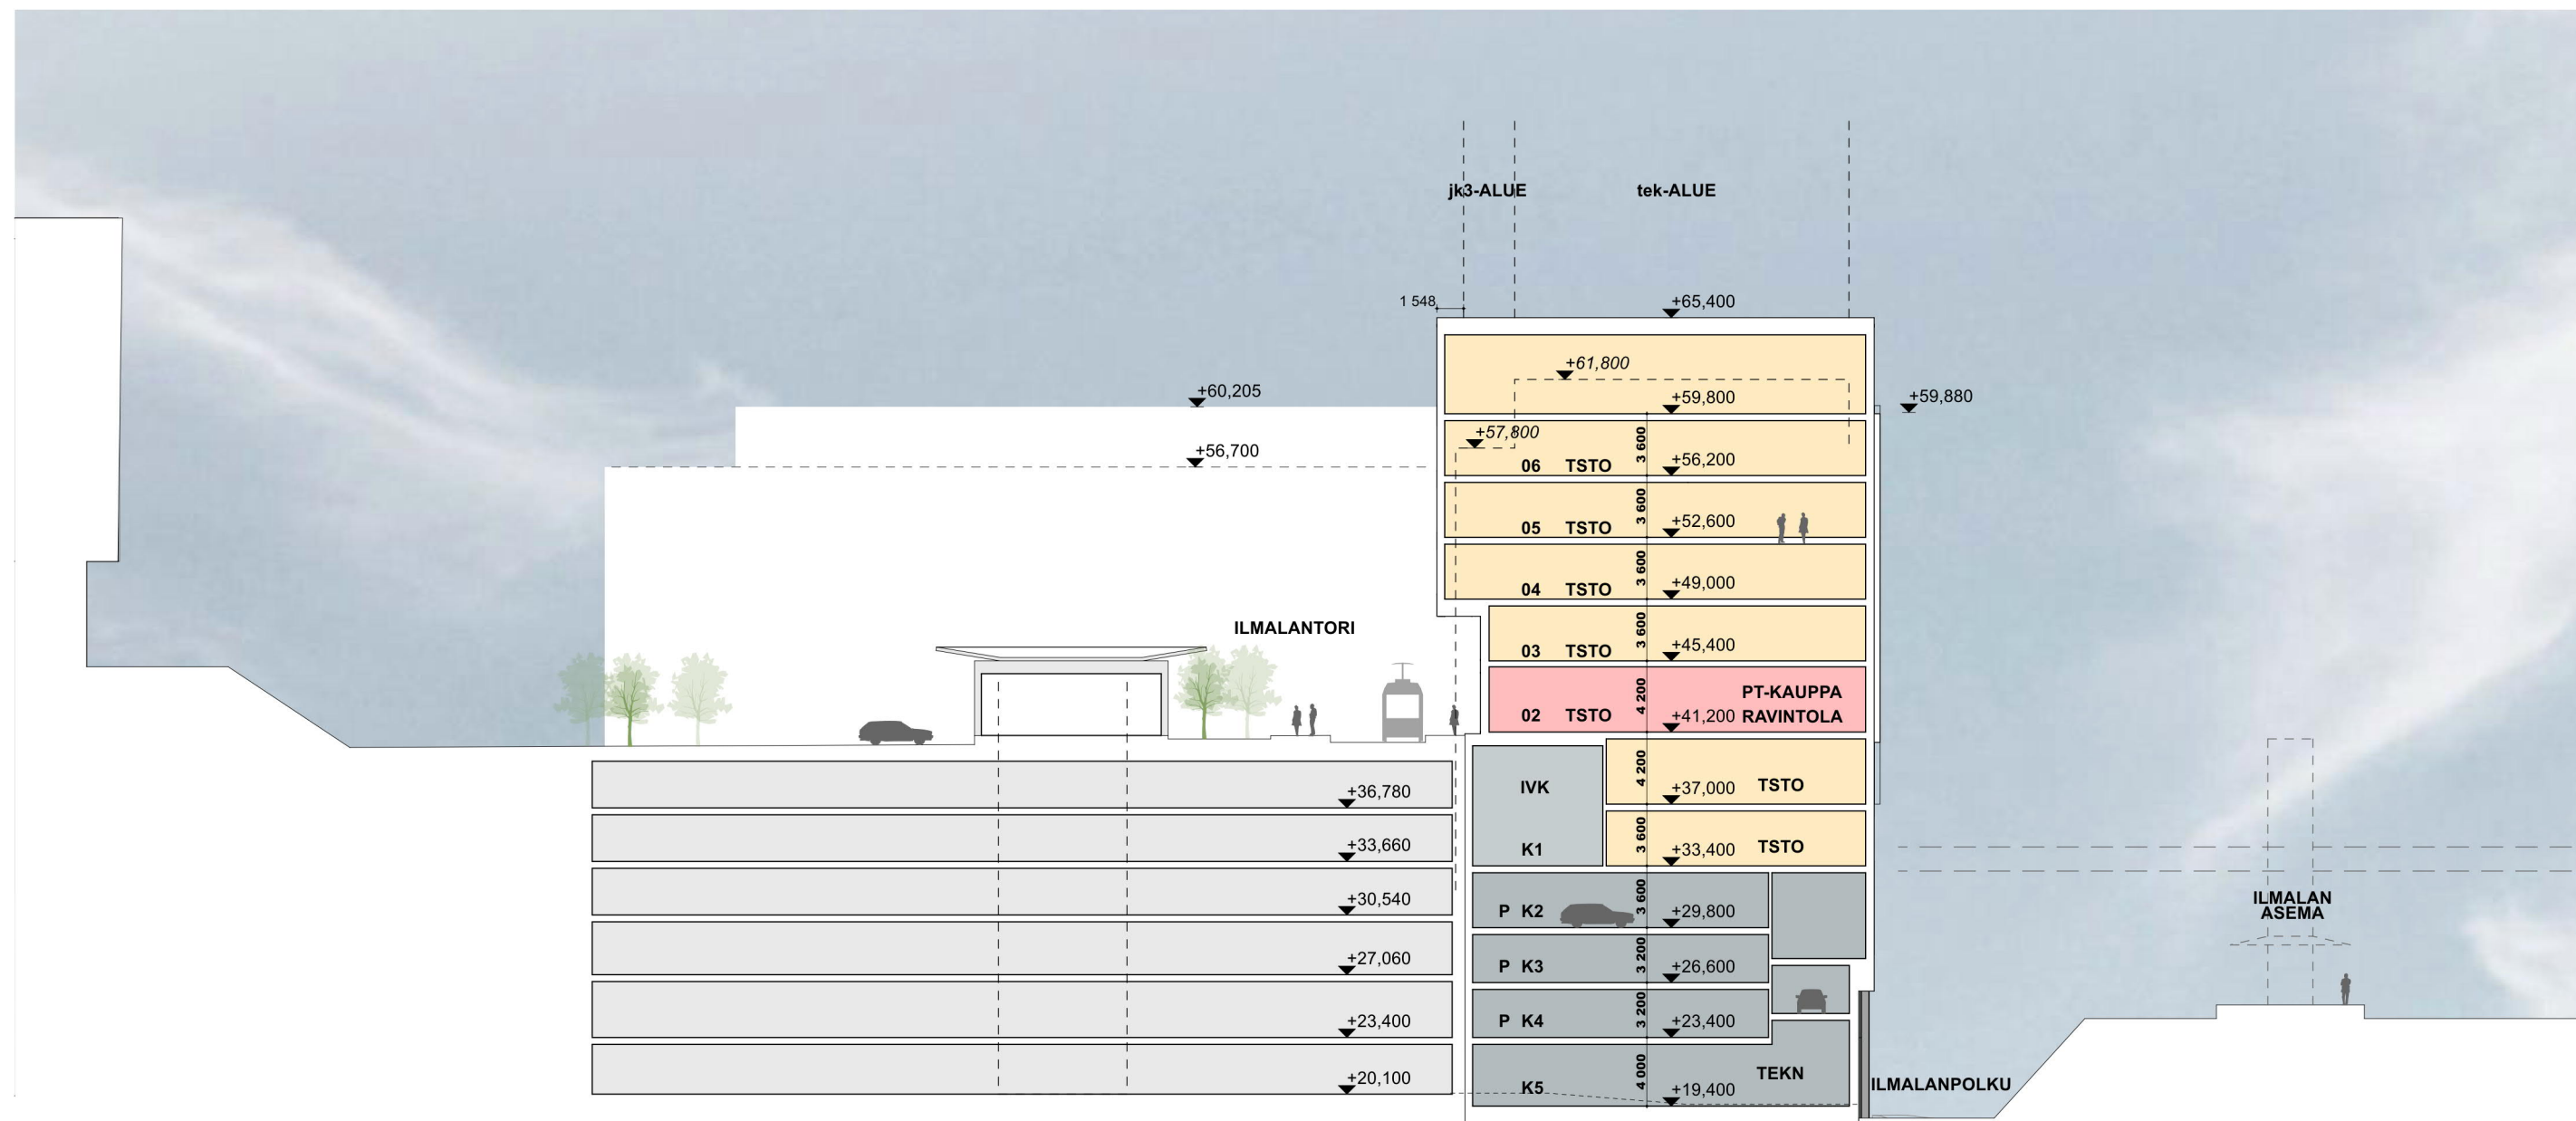 jk3-ALUE tek-ALUE
1 548 +65,400
+61,800
+60,205 +59,800 +59,880
+57,800 3 600
+56,700
06 TSTO +56,200
3 600
05 TSTO +52,600
3 600
04 TSTO +49,000
ILMALANTORI 3 600
03 TSTO +45,400
4 200 PT-KAUPPA
02 TSTO +41,200 RAVINTOLA
4 200
+36,780 IVK +37,000 TSTO
3 600
+33,660 K1 +33,400 TSTO
3 600
+30,540 P K2 +29,800
ILMALAN
ASEMA
3 200
+27,060 P K3 +26,600
3 200
+23,400 P K4 +23,400
4 000 TEKN
+20,100 K5 +19,400
ILMALANPOLKU